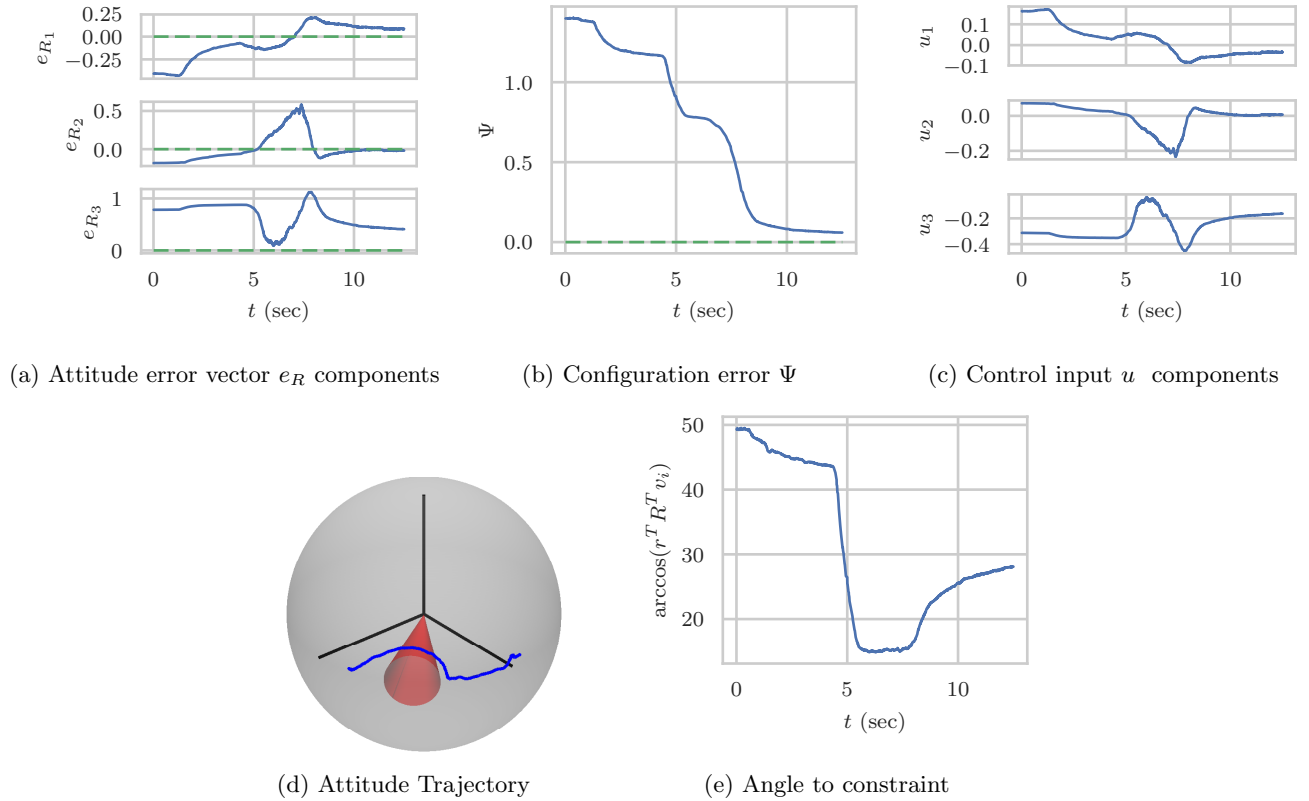 0.25
0.00
−0.25
e_{R_1}
0.5
0.0
e_{R_2}
1
0
e_{R_3}
0 5 10
t (sec)
1.0
0.5
0.0
Ψ
0 5 10
t (sec)
0.1
0.0
−0.1
u_1
0.0
−0.2
u_2
−0.2
−0.4
u_3
0 5 10
t (sec)
(a) Attitude error vector e_R components
(b) Configuration error Ψ
(c) Control input u components
50
40
30
20
arccos(r^T R^T v_i)
0 5 10
t (sec)
(d) Attitude Trajectory
(e) Angle to constraint